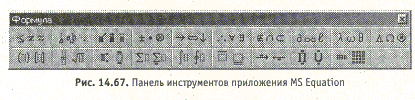 Формула
Рис. 14.67. Панель инструментов приложения MS Equation